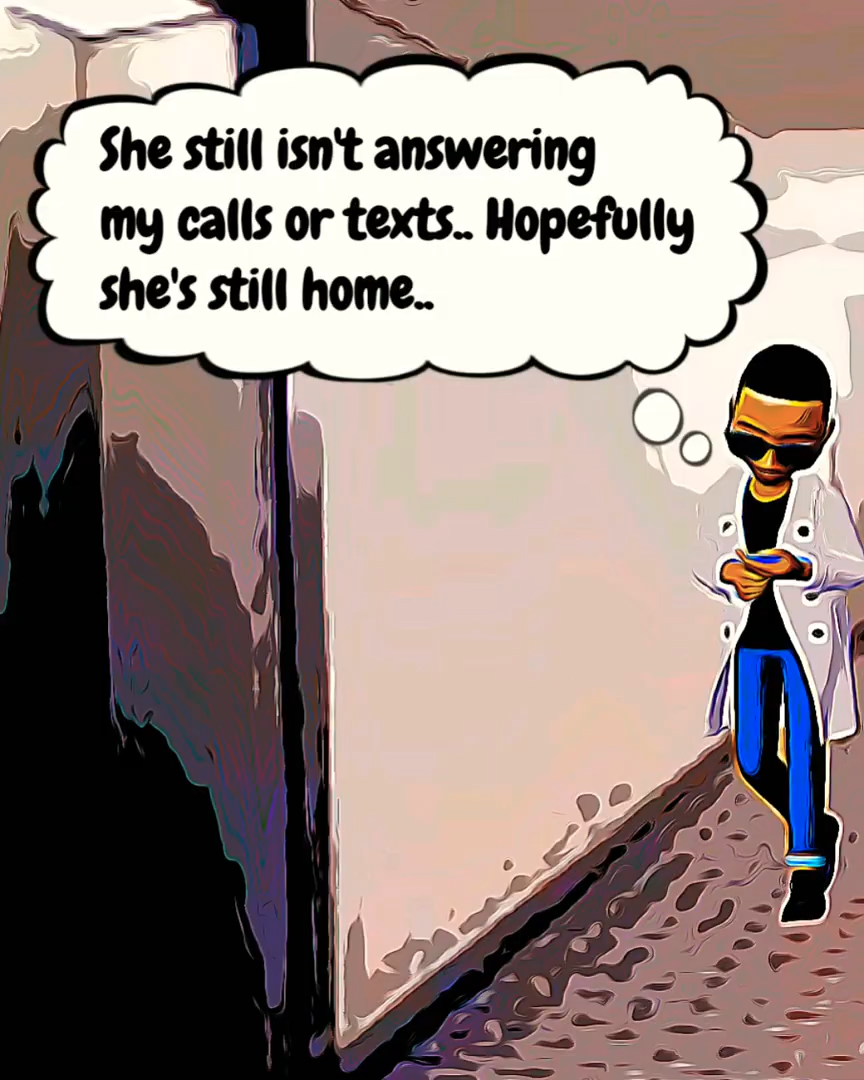 She still isn't answering
my calls or texts.. Hopefully
she's still home..